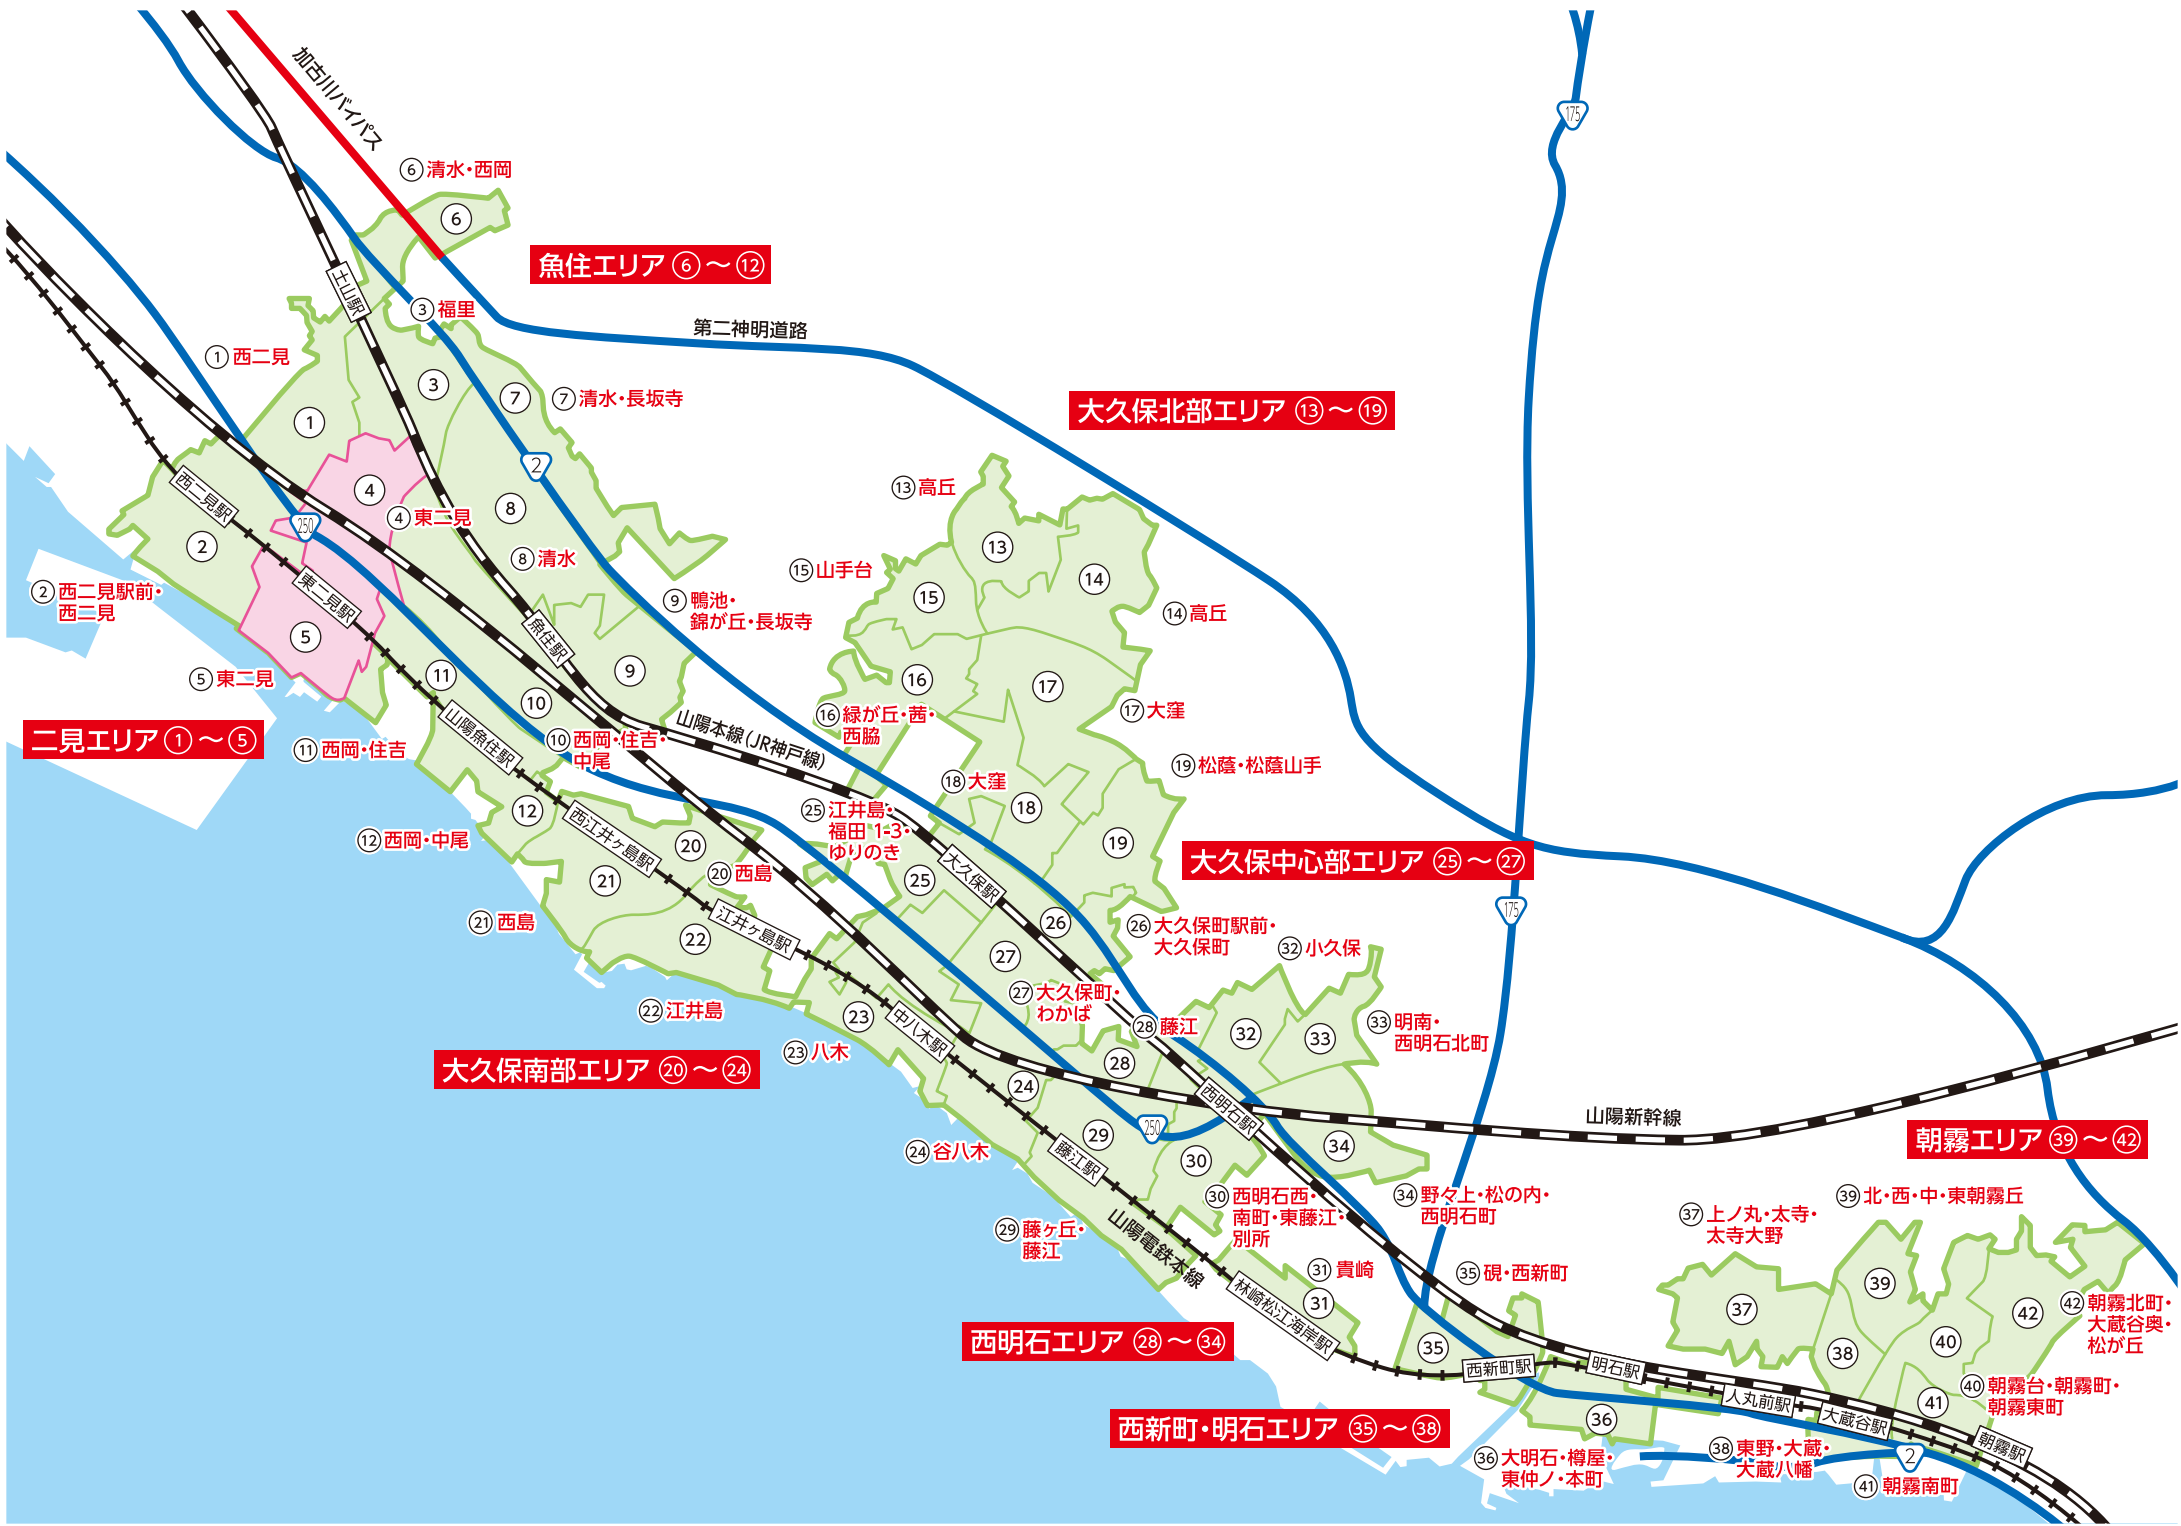 加古川バイパス
⑥清水・西岡
⑥
175
魚住エリア ⑥～⑫
土山駅
③福里
第二神明道路
①西二見
③
⑦
⑦清水・長坂寺
①
大久保北部エリア ⑬～⑲
2
西二見駅
④
④東二見
250
⑧
⑬高丘
②
⑧清水
⑬
⑭
⑮山手台
⑮
②西二見駅前・
西二見
東二見駅
⑨鴨池・
錦が丘・長坂寺
⑭高丘
⑤
魚住駅
⑤東二見
⑪
⑨
⑩
⑯
⑰
⑯緑が丘・茜・
西脇
⑰大窪
二見エリア ①～⑤
⑪西岡・住吉
山陽魚住駅
⑩西岡・住吉・
中尾
山陽本線(JR神戸線)
⑱大窪
⑲松蔭・松蔭山手
⑫
⑱
㉕江井島・
福田 1-3・
ゆりのき
⑫西岡・中尾
西江井ヶ島駅
⑳
⑲
大久保中心部エリア ㉕～㉗
⑳西島
㉑
㉕
大久保駅
㉑西島
江井ヶ島駅
㉒
㉖
175
㉖大久保町駅前・
大久保町
㉗
㉜小久保
㉗大久保町・
わかば
㉒江井島
㉓
中八木駅
㉘藤江
㉜
㉝
㉝明南・
西明石北町
㉓八木
大久保南部エリア ⑳～㉔
㉘
㉔
西明石駅
山陽新幹線
㉙
250
㉔谷八木
藤江駅
㉚
㉞
朝霧エリア ㊴～㊷
㉚西明石西・
南町・東藤江・
別所
㉞野々上・松の内・
西明石町
㊲上ノ丸・太寺・
太寺大野
㊴北・西・中・東朝霧丘
㉙藤ヶ丘・
藤江
山陽電鉄本線
㉛貴崎
㉟硯・西新町
㉛
林崎松江海岸駅
㊲
㊴
㊷
㊷朝霧北町・
大蔵谷奥・
松が丘
西明石エリア ㉘～㉞
㉟
㊳
㊵
西新町駅
明石駅
人丸前駅
大蔵谷駅
㊶
㊵朝霧台・朝霧町・
朝霧東町
西新町・明石エリア ㉟～㊳
㊱
朝霧駅
㊱大明石・樽屋・
東仲ノ・本町
㊳東野・大蔵・
大蔵八幡
2
㊶朝霧南町